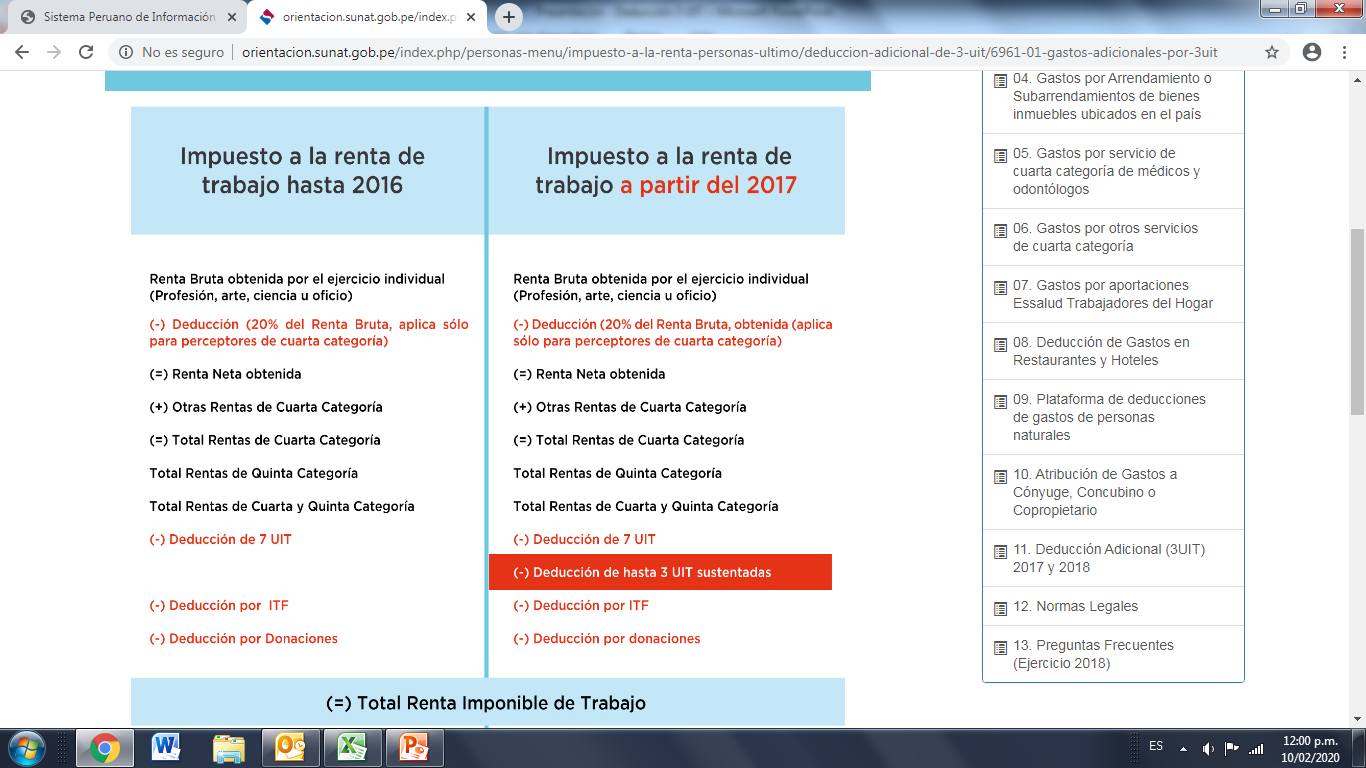 Sistema Peruano de Información
orientacion.sunat.gob.pe/index.p
No es seguro
orientacion.sunat.gob.pe/index.php/personas-menu/impuesto-a-la-renta-personas-ultimo/deduccion-adicional-de-3-uit/6961-01-gastos-adicionales-por-3uit
Impuesto a la renta de
trabajo hasta 2016
Impuesto a la renta de
trabajo a partir del 2017
Renta Bruta obtenida por el ejercicio individual
(Profesión, arte, ciencia u oficio)
(-) Deducción (20% del Renta Bruta, aplica sólo
para perceptores de cuarta categoría)
(=) Renta Neta obtenida
(+) Otras Rentas de Cuarta Categoría
(=) Total Rentas de Cuarta Categoría
Total Rentas de Quinta Categoría
Total Rentas de Cuarta y Quinta Categoría
(-) Deducción de 7 UIT
(-) Deducción por ITF
(-) Deducción por Donaciones
Renta Bruta obtenida por el ejercicio individual
(Profesión, arte, ciencia u oficio)
(-) Deducción (20% del Renta Bruta, obtenida (aplica
sólo para perceptores de cuarta categoría)
(=) Renta Neta obtenida
(+) Otras Rentas de Cuarta Categoría
(=) Total Rentas de Cuarta Categoría
Total Rentas de Quinta Categoría
Total Rentas de Cuarta y Quinta Categoría
(-) Deducción de 7 UIT
(-) Deducción de hasta 3 UIT sustentadas
(-) Deducción por ITF
(-) Deducción por donaciones
(=) Total Renta Imponible de Trabajo
04. Gastos por Arrendamiento o
Subarrendamientos de bienes
inmuebles ubicados en el país
05. Gastos por servicio de
cuarta categoría de médicos y
odontólogos
06. Gastos por otros servicios
de cuarta categoría
07. Gastos por aportaciones
Essalud Trabajadores del Hogar
08. Deducción de Gastos en
Restaurantes y Hoteles
09. Plataforma de deducciones
de gastos de personas
naturales
10. Atribución de Gastos a
Cónyuge, Concubino o
Copropietario
11. Deducción Adicional (3UIT)
2017 y 2018
12. Normas Legales
13. Preguntas Frecuentes
(Ejercicio 2018)
ES
12:00 p.m.
10/02/2020